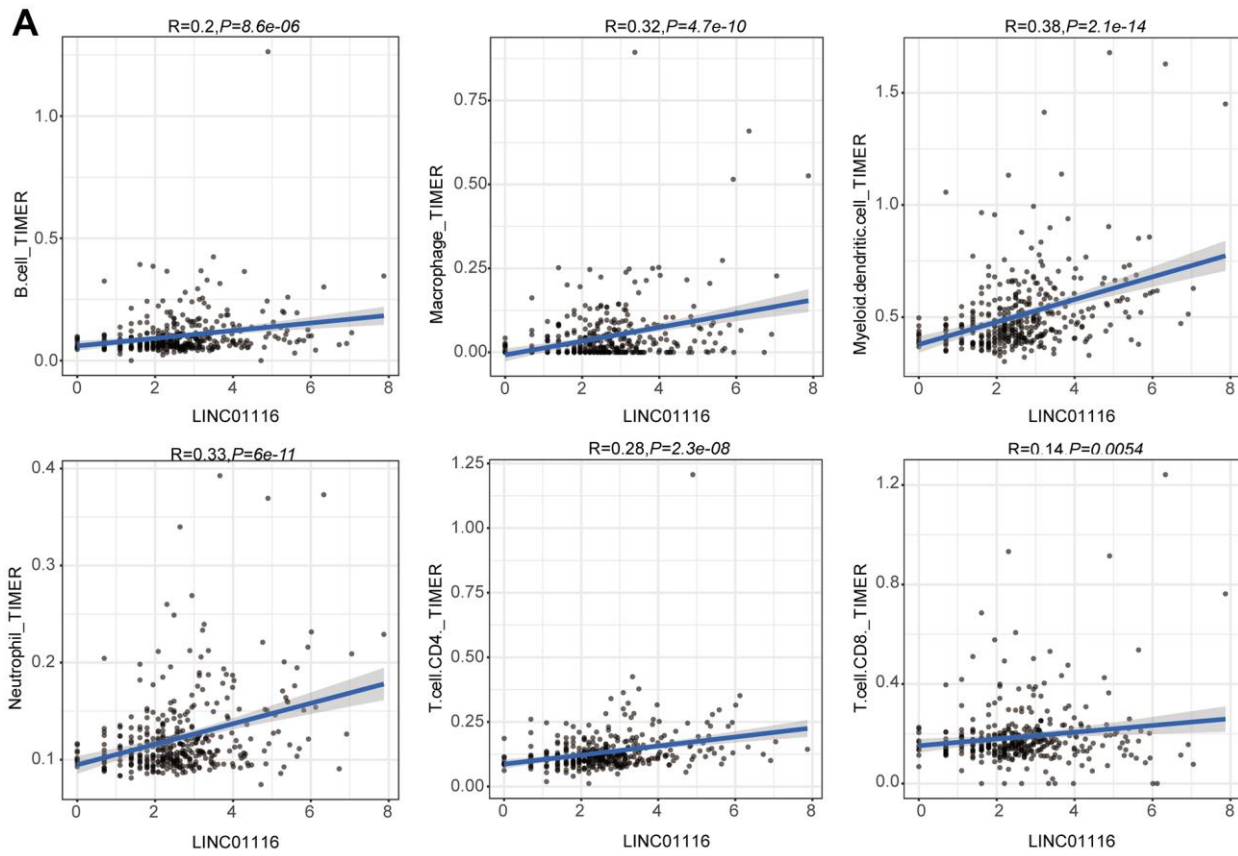 A
R=0.2,P=8.6e-06
R=0.32,P=4.7e-10
R=0.38,P=2.1e-14
B.cell_TIMER
1.0
0.5
0.0
0 2 4 6 8
LINC01116
Macrophage_TIMER
0.75
0.50
0.25
0.00
0 2 4 6 8
LINC01116
Myeloid.dendritic.cell_TIMER
1.5
1.0
0.5
0 2 4 6 8
LINC01116
R=0.33,P=6e-11
R=0.28,P=2.3e-08
R=0.14,P=0.0054
Neutrophil_TIMER
0.4
0.3
0.2
0.1
0 2 4 6 8
LINC01116
T.cell.CD4._TIMER
1.25
1.00
0.75
0.50
0.25
0.00
0 2 4 6 8
LINC01116
T.cell.CD8._TIMER
1.2
0.8
0.4
0.0
0 2 4 6 8
LINC01116